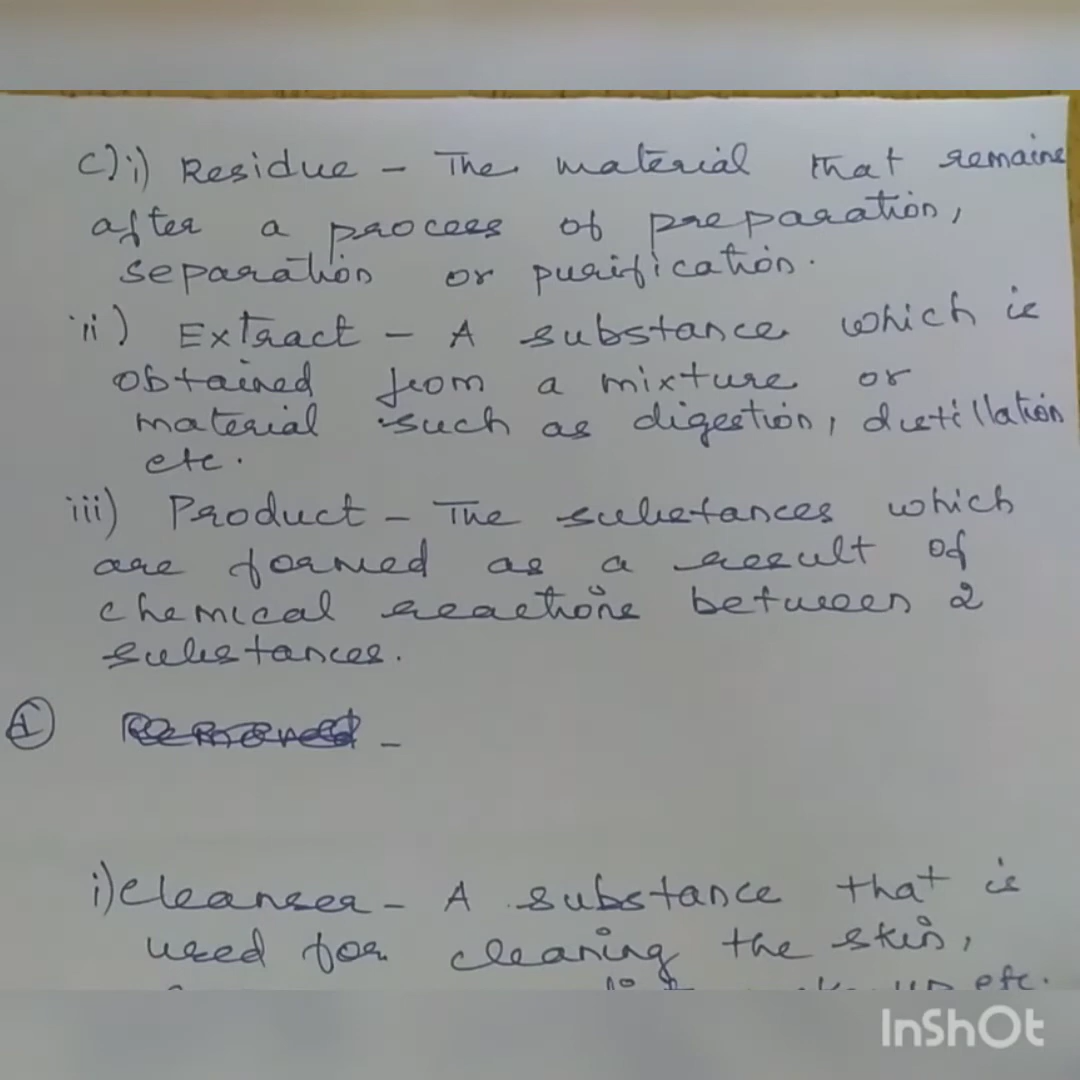 c) i) Residue - The material that remains
after a process of preparation,
separation or purification.
ii) Extract - A substance which is
obtained from a mixture or
material such as digestion, distillation
etc.
iii) Product - The substances which
are formed as a result of
chemical reactions between 2
substances.
i) Cleanser - A substance that is
used for cleaning the skin,
etc.
InShOt